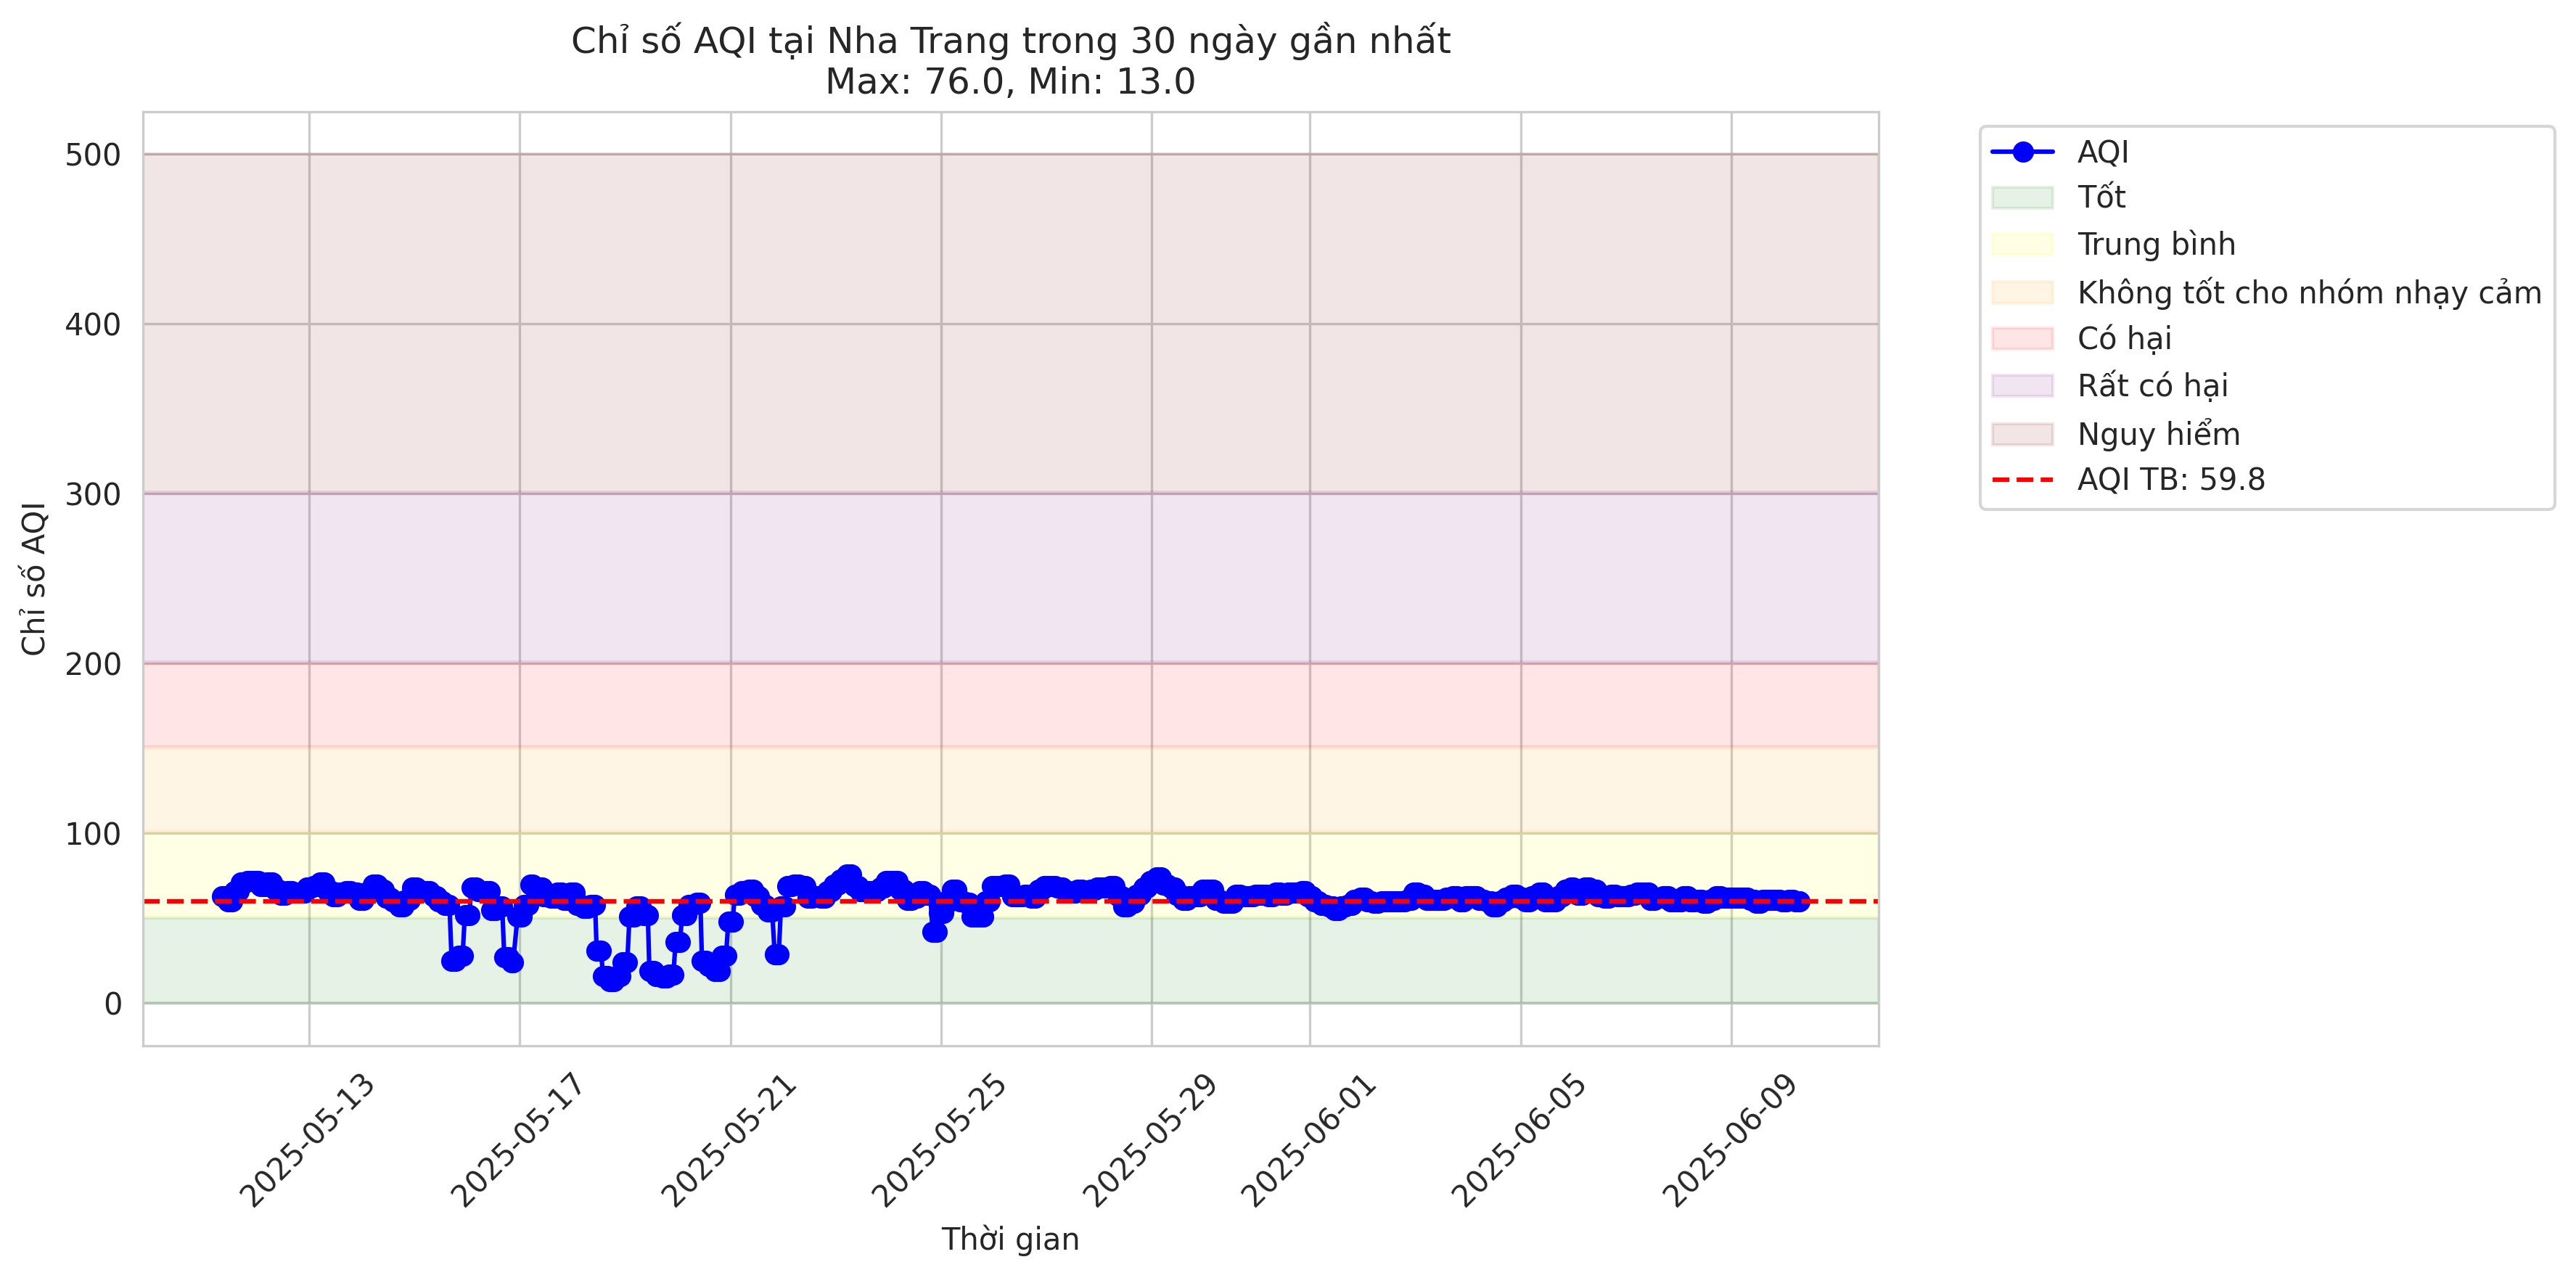 Chỉ số AQI tại Nha Trang trong 30 ngày gần nhất
Max: 76.0, Min: 13.0
Chỉ số AQI
500
400
300
200
100
0
2025-05-13
2025-05-17
2025-05-21
2025-05-25
2025-05-29
2025-06-01
2025-06-05
2025-06-09
Thời gian
AQI
Tốt
Trung bình
Không tốt cho nhóm nhạy cảm
Có hại
Rất có hại
Nguy hiểm
AQI TB: 59.8